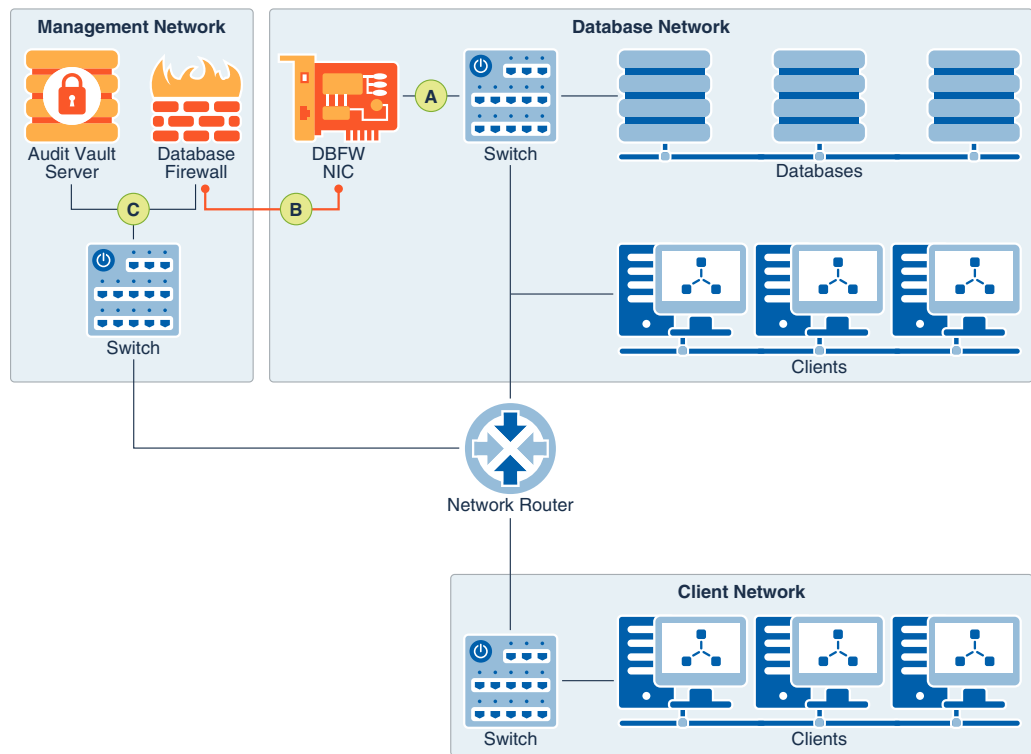 Management Network
Audit Vault
Server
Database
Firewall
C
Switch
B
Database Network
DBFW
NIC
A
Switch
Databases
Clients
Network Router
Client Network
Switch
Clients